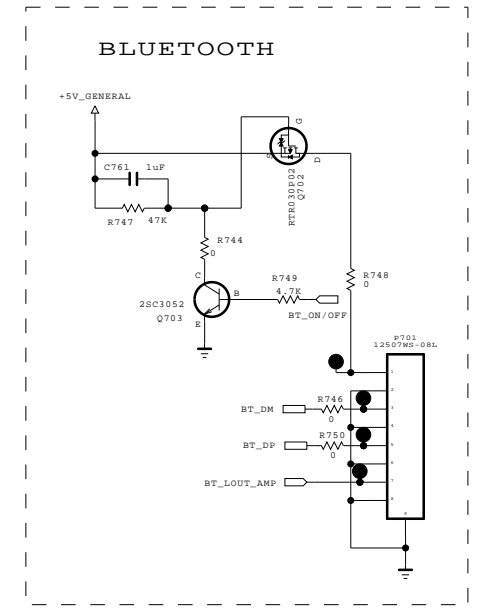 BLUETOOTH
+5V_GENERAL
G
C761 1uF
S
D
RTR030P02
Q702
R747 47K
R744
0
C
R749
4.7K
B
R748
0
2SC3052
Q703
E
BT_ON/OFF
P701
12507WS-08L
1
2
R746
BT_DM
0
3
4
R750
BT_DP
0
5
6
BT_LOUT_AMP
7
8
9